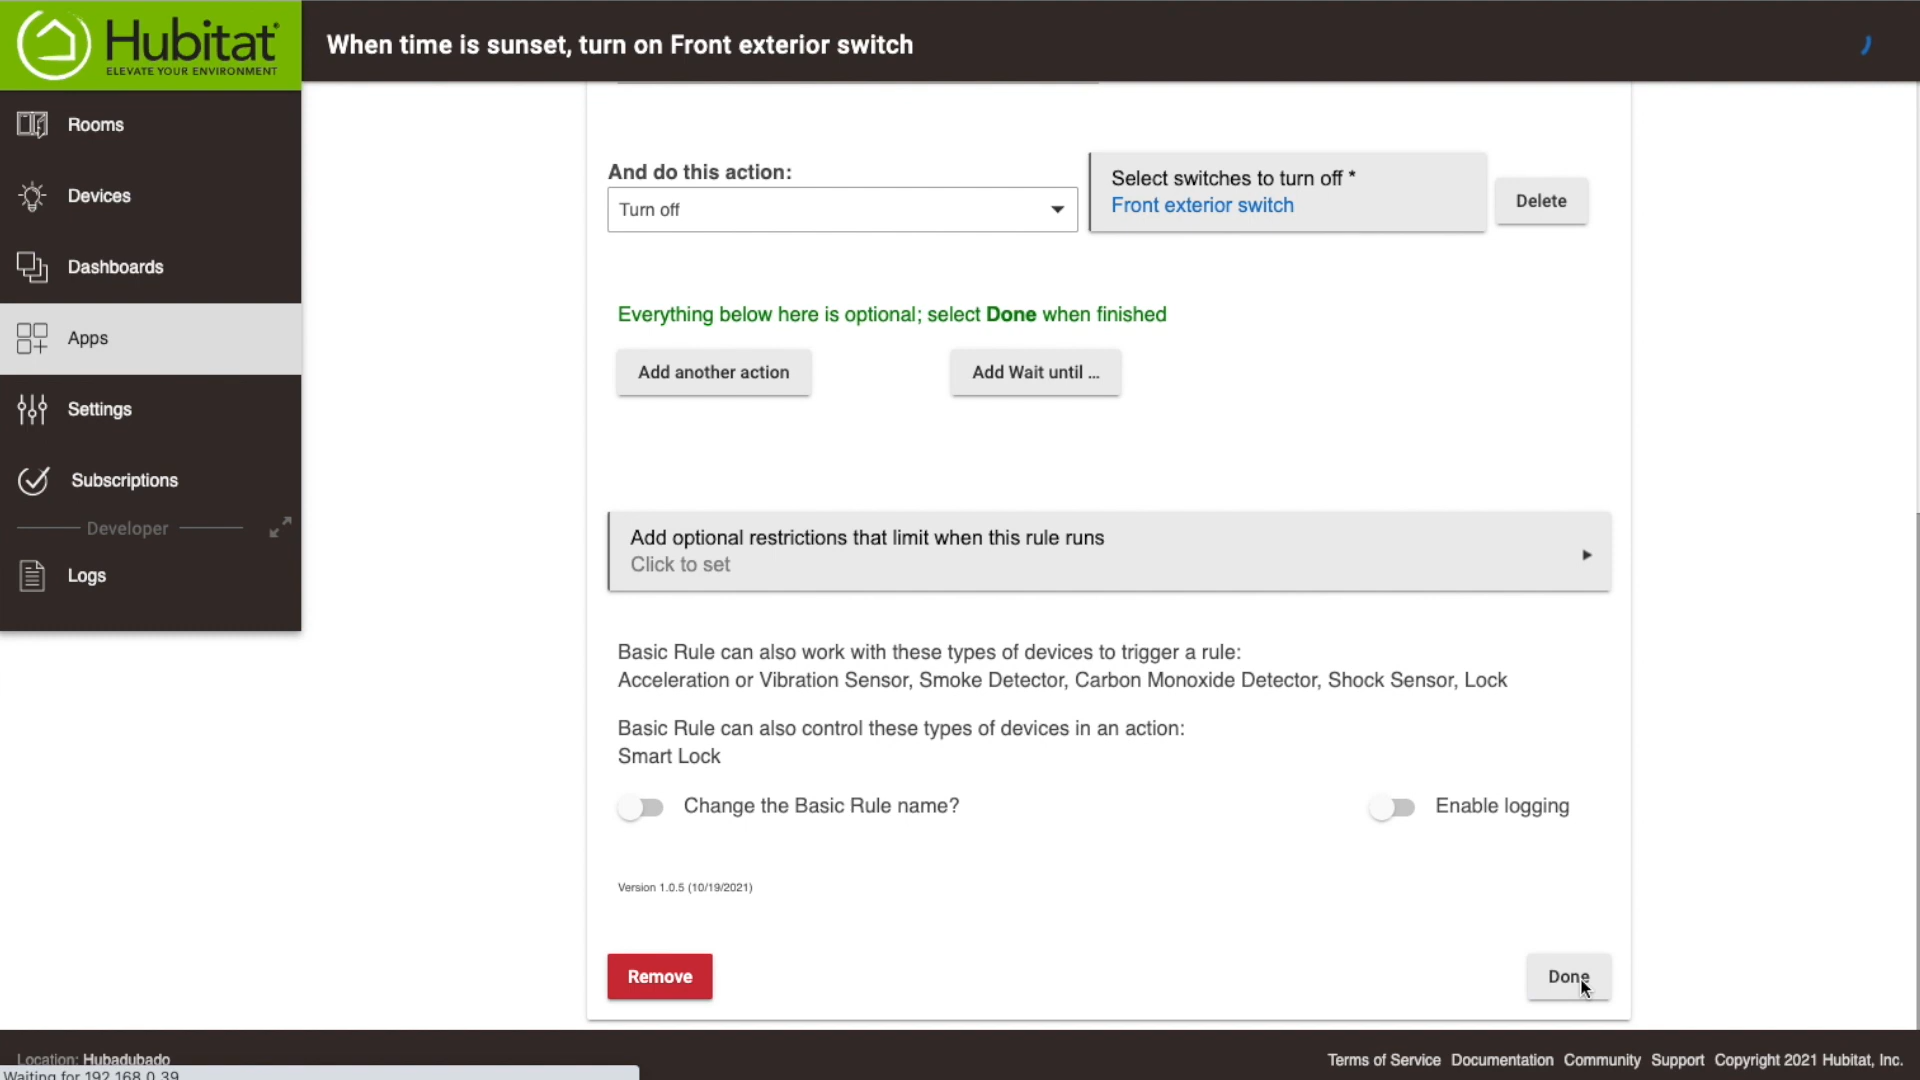 Hubitat
ELEVATE YOUR ENVIRONMENT
When time is sunset, turn on Front exterior switch
Rooms
Devices
Dashboards
Apps
Settings
Subscriptions
Developer
Logs
And do this action:
Turn off
Select switches to turn off *
Front exterior switch
Delete
Everything below here is optional; select Done when finished
Add another action
Add Wait until ...
Add optional restrictions that limit when this rule runs
Click to set
Basic Rule can also work with these types of devices to trigger a rule:
Acceleration or Vibration Sensor, Smoke Detector, Carbon Monoxide Detector, Shock Sensor, Lock
Basic Rule can also control these types of devices in an action:
Smart Lock
Change the Basic Rule name?
Enable logging
Version 1.0.5 (10/19/2021)
Remove
Done
Location: Hubadubado
Terms of Service Documentation Community Support Copyright 2021 Hubitat, Inc.
Waiting for 192.168.0.39